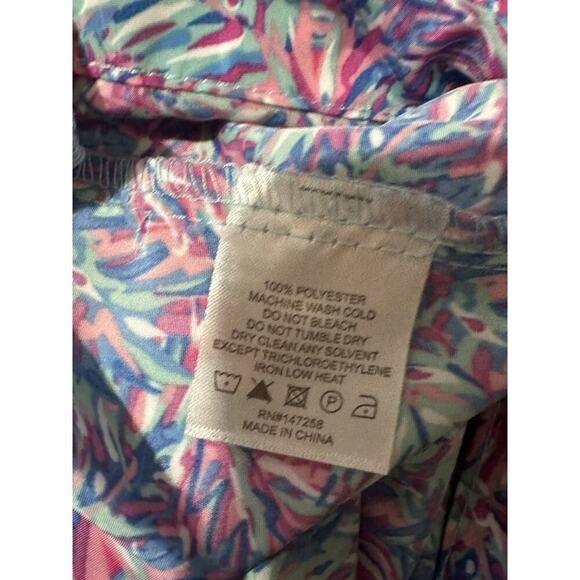 100% POLYESTER
MACHINE WASH COLD
DO NOT BLEACH
DO NOT TUMBLE DRY
DRY CLEAN ANY SOLVENT
EXCEPT TRICHLOROETHYLENE
IRON LOW HEAT
P
RN#147258
MADE IN CHINA